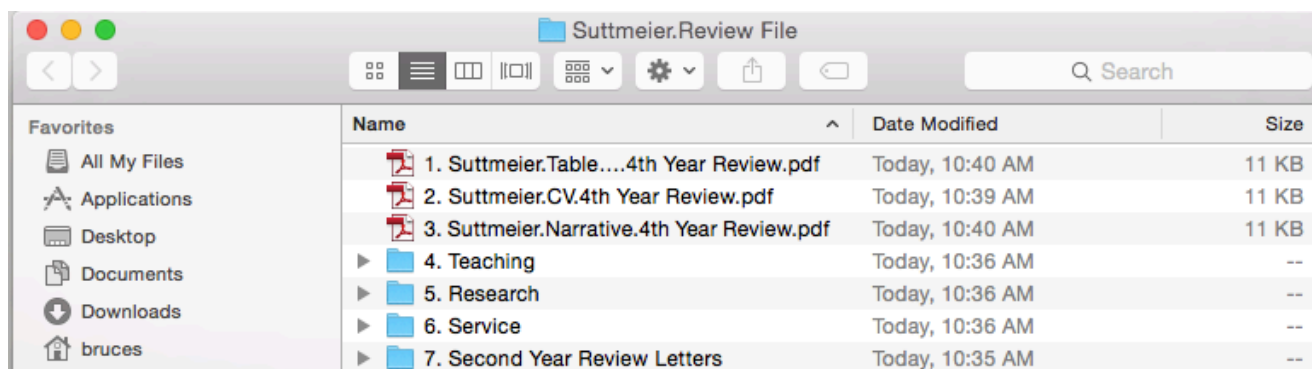 Suttmeier.Review File
Search
Favorites
All My Files
Applications
Desktop
Documents
Downloads
bruces
Name Date Modified Size
1. Suttmeier.Table....4th Year Review.pdf Today, 10:40 AM 11 KB
2. Suttmeier.CV.4th Year Review.pdf Today, 10:39 AM 11 KB
3. Suttmeier.Narrative.4th Year Review.pdf Today, 10:40 AM 11 KB
4. Teaching Today, 10:36 AM --
5. Research Today, 10:36 AM --
6. Service Today, 10:36 AM --
7. Second Year Review Letters Today, 10:35 AM --